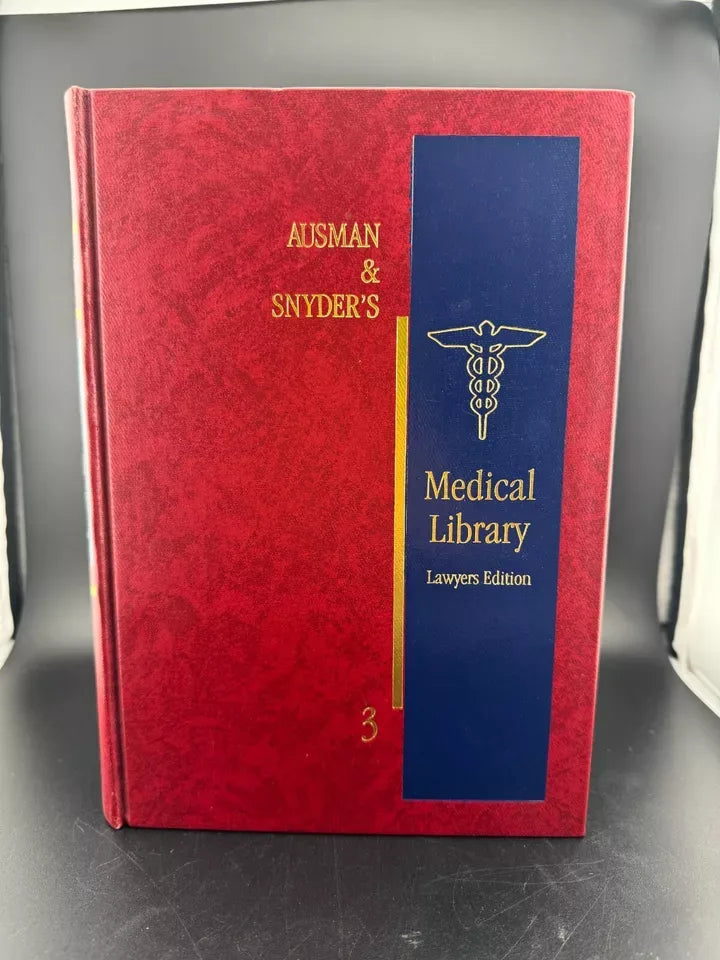 AUSMAN
&
SNYDER'S
Medical
Library
Lawyers Edition
3